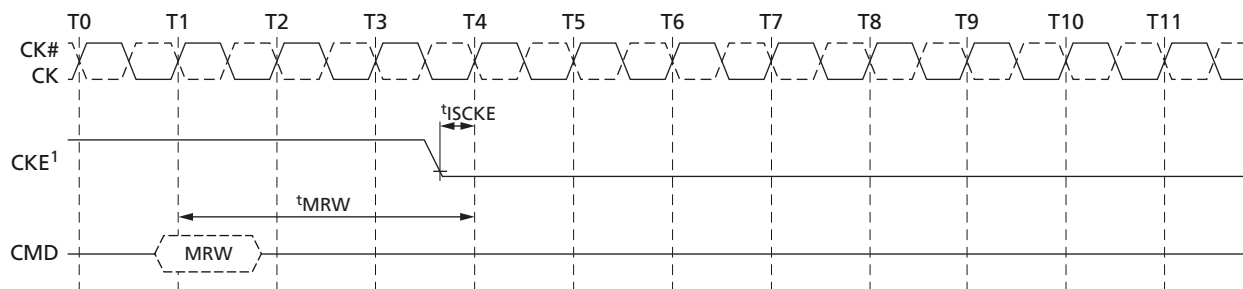 T0 T1 T2 T3 T4 T5 T6 T7 T8 T9 T10 T11
CK#
CK
tISCKE
CKE1
tMRW
CMD MRW